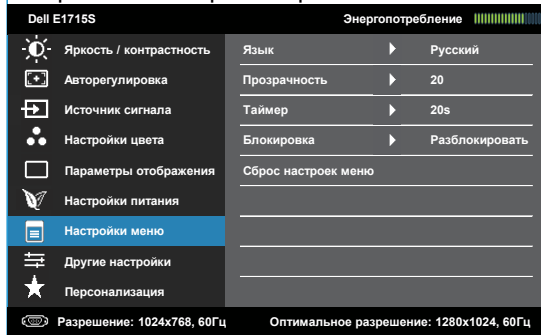 Dell E1715S Энергопотребление
Яркость / контрастность Язык Русский
Авторегулировка Прозрачность 20
Источник сигнала Таймер 20s
Настройки цвета Блокировка Разблокировать
Параметры отображения Сброс настроек меню
Настройки питания
Настройки меню
Другие настройки
Персонализация
Разрешение: 1024x768, 60Гц Оптимальное разрешение: 1280x1024, 60Гц